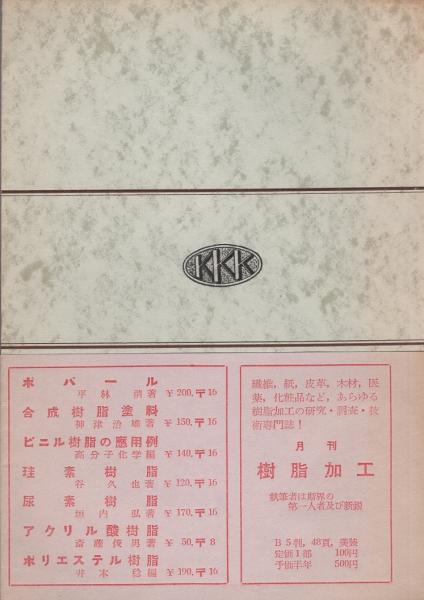 KKK
ポバール
平林 清著 ￥200.〒16
合成樹脂塗料
神津治雄著 ￥150.〒16
ビニル樹脂の應用例
高分子化学編 ￥140.〒16
珪素樹脂
谷久也著 ￥120.〒16
尿素樹脂
垣内 弘著 ￥170.〒16
アクリル酸樹脂
斎藤俊男著 ￥50.〒8
ポリエステル樹脂
井本 稔編 ￥190.〒16
繊維，紙，皮革，木材，医
薬，化粧品など，あらゆる
樹脂加工の研究・調査・技
術専門誌！
月刊
樹脂加工
執筆者は斯界の
第一人者及び新鋭
B5判，48頁，美装
定価1部 100円
予価半年 500円